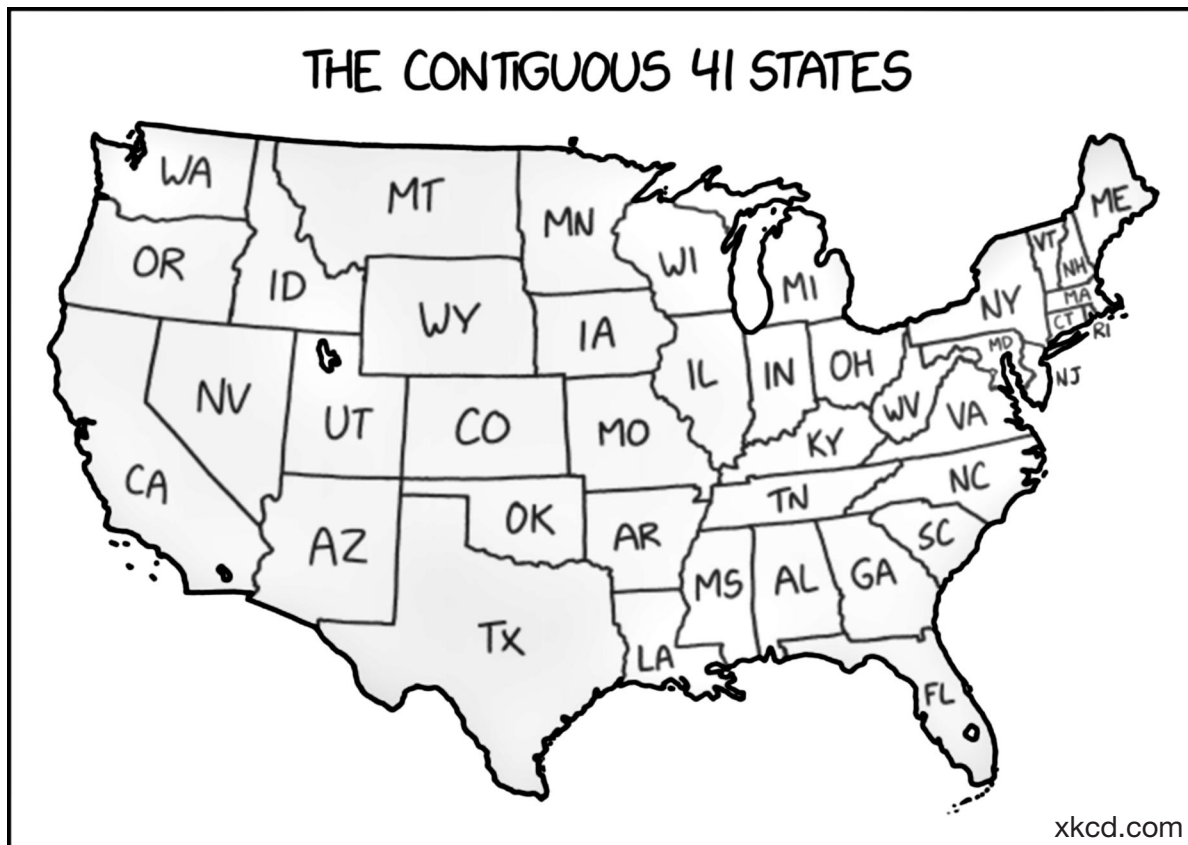 THE CONTIGUOUS 41 STATES
WA
MT
ME
MN
VT
OR
ID
WI
NH
MI
MA
NY
WY
CT
IA
RI
MD
OH
IL
IN
NJ
NV
UT
CO
MO
WV
VA
KY
CA
NC
TN
OK
AR
AZ
SC
MS
AL
GA
TX
LA
FL
xkcd.com